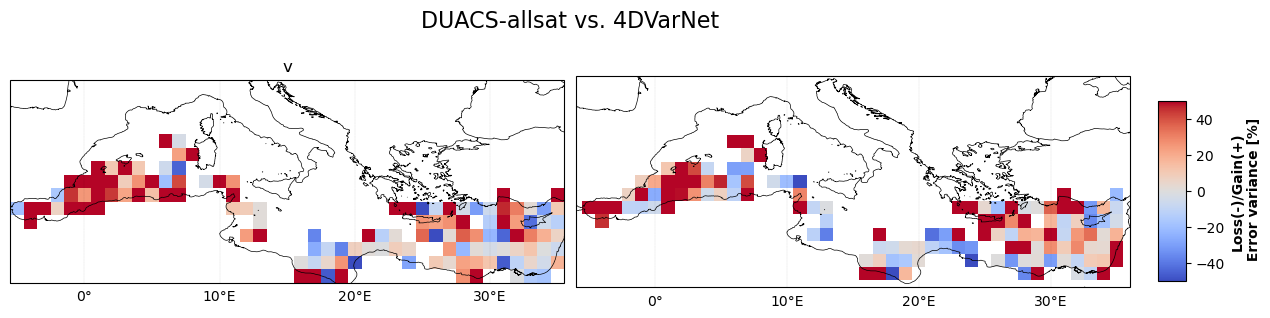 DUACS-allsat vs. 4DVarNet
v
0°
10°E
20°E
30°E
0°
10°E
20°E
30°E
40
20
0
−20
−40
Loss(-)/Gain(+)
Error variance [%]